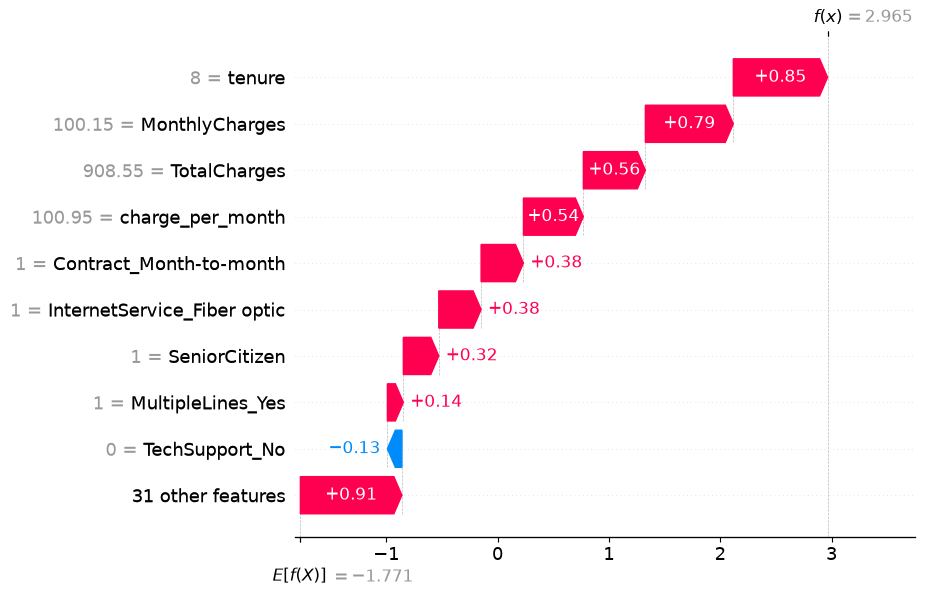 f(x) = 2.965
8 = tenure
+0.85
100.15 = MonthlyCharges
+0.79
908.55 = TotalCharges
+0.56
100.95 = charge_per_month
+0.54
1 = Contract_Month-to-month
+0.38
1 = InternetService_Fiber optic
+0.38
1 = SeniorCitizen
+0.32
1 = MultipleLines_Yes
+0.14
0 = TechSupport_No
−0.13
31 other features
+0.91
−1 0 1 2 3
E[f(X)] = −1.771